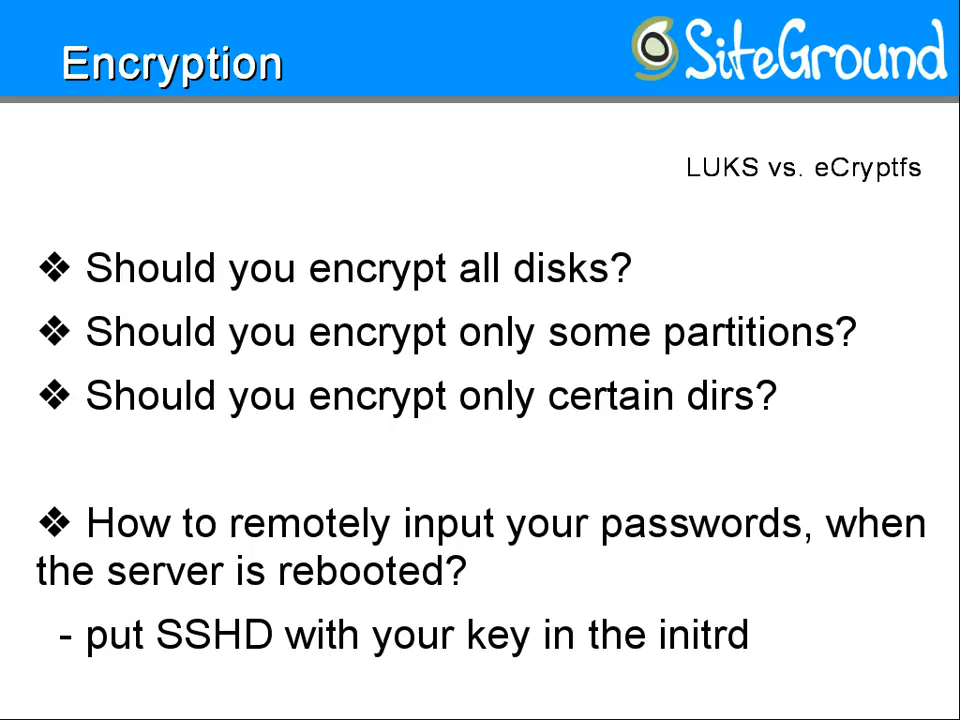 Encryption
SiteGround
LUKS vs. eCryptfs
❖ Should you encrypt all disks?
❖ Should you encrypt only some partitions?
❖ Should you encrypt only certain dirs?
❖ How to remotely input your passwords, when
the server is rebooted?
- put SSHD with your key in the initrd